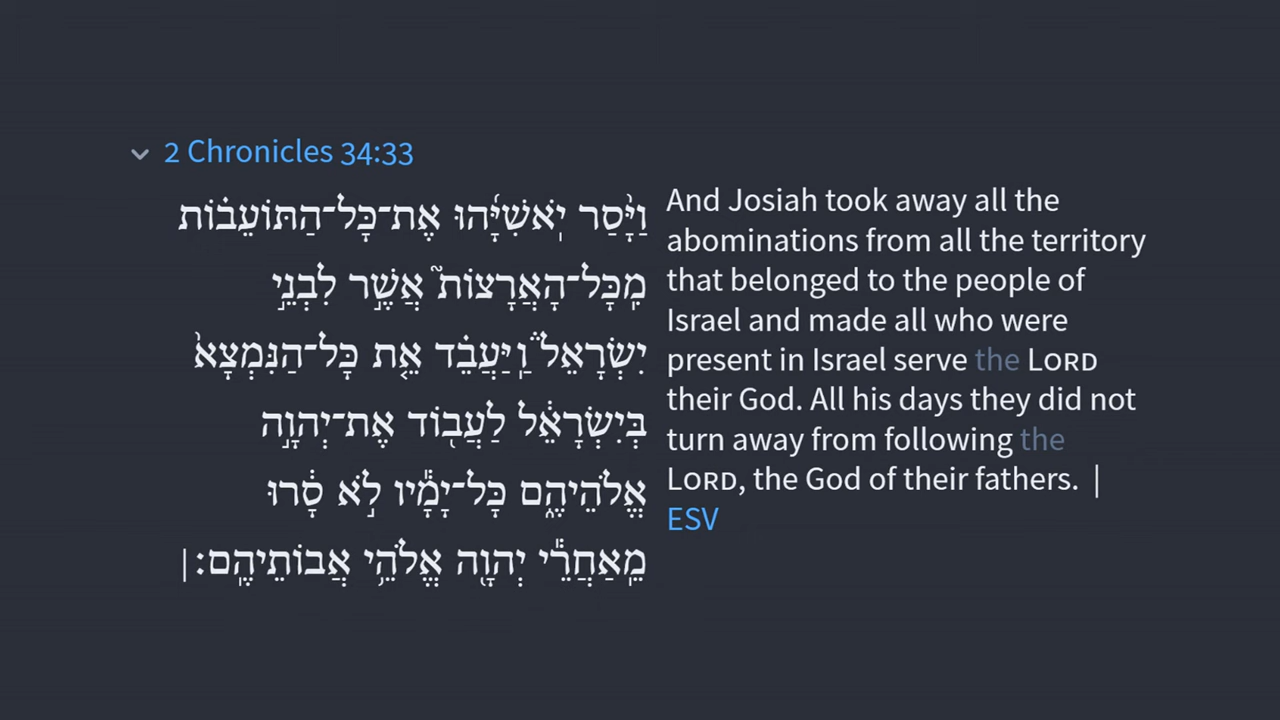 2 Chronicles 34:33
וַיָּ֨סַר יֹֽאשִׁיָּ֜הוּ אֶת־כָּל־הַתּוֹעֵב֗וֹת
מִֽכָּל־הָאֲרָצוֹת֮ אֲשֶׁ֣ר לִבְנֵ֣י
יִשְׂרָאֵל֒ וַֽיַּעֲבֵ֗ד אֵ֤ת כָּל־הַנִּמְצָא֙
בְּיִשְׂרָאֵ֔ל לַעֲב֖וֹד אֶת־יְהוָ֣ה
אֱלֹהֵיהֶ֑ם כָּל־יָמָ֕יו לֹ֣א סָ֔רוּ
מֵֽאַחֲרֵ֕י יְהוָ֖ה אֱלֹהֵ֥י אֲבוֹתֵיהֶֽם׃ |
And Josiah took away all the
abominations from all the territory
that belonged to the people of
Israel and made all who were
present in Israel serve the LORD
their God. All his days they did not
turn away from following the
LORD, the God of their fathers. |
ESV